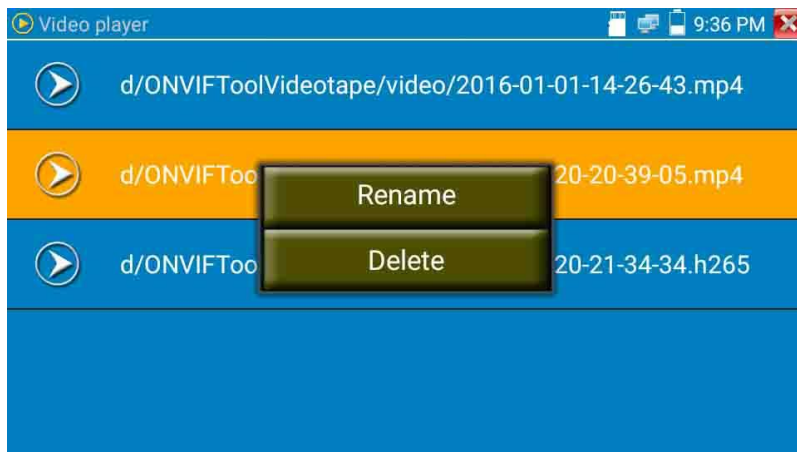 Video player 9:36 PM
d/ONVIFToolVideotape/video/2016-01-01-14-26-43.mp4
d/ONVIFToo 20-20-39-05.mp4
Rename
Delete
d/ONVIFToo 20-21-34-34.h265